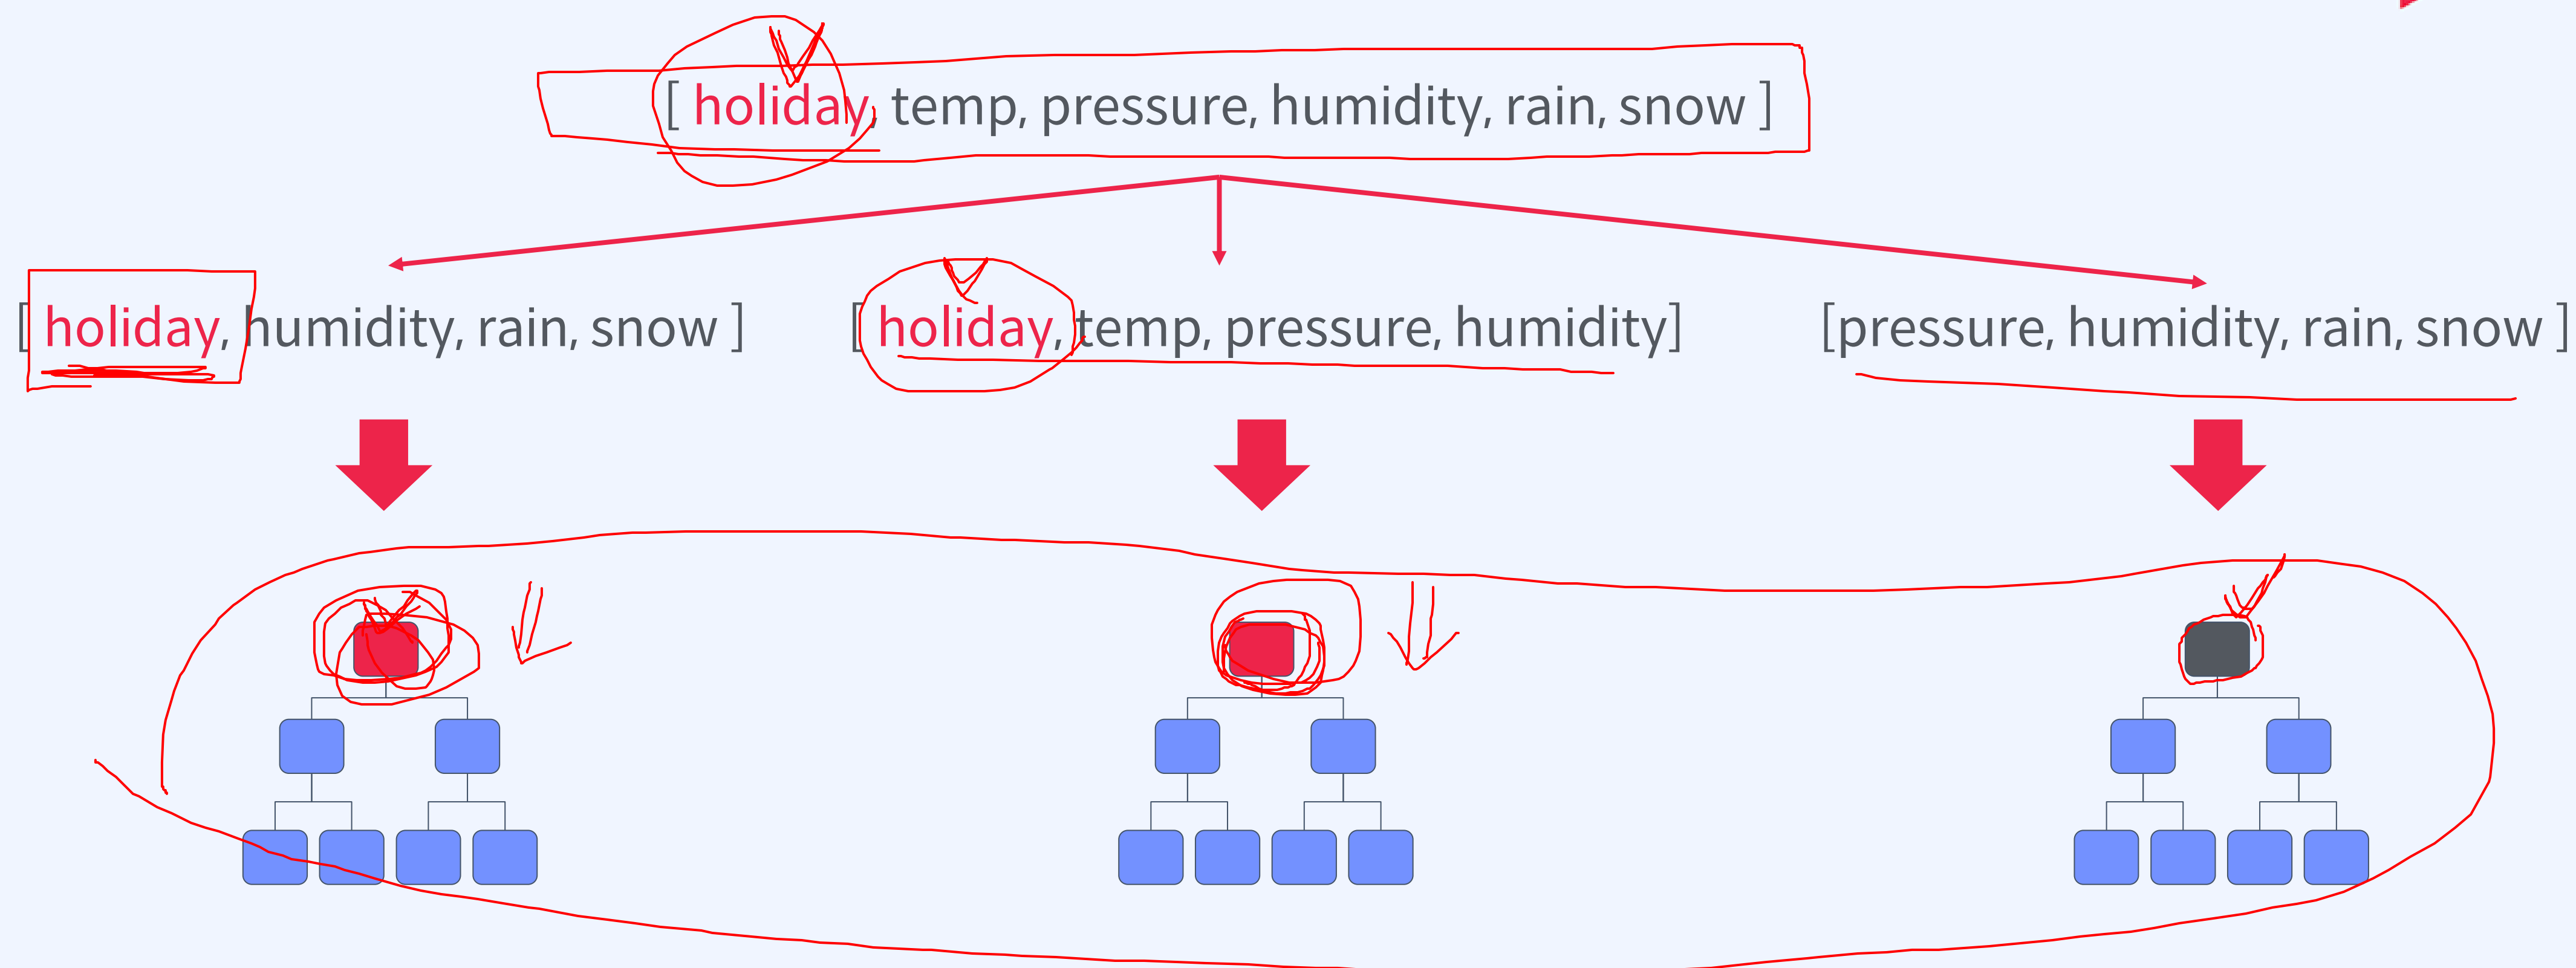 [ holiday, temp, pressure, humidity, rain, snow ]
[ holiday, humidity, rain, snow ]
[ holiday, temp, pressure, humidity]
[pressure, humidity, rain, snow ]